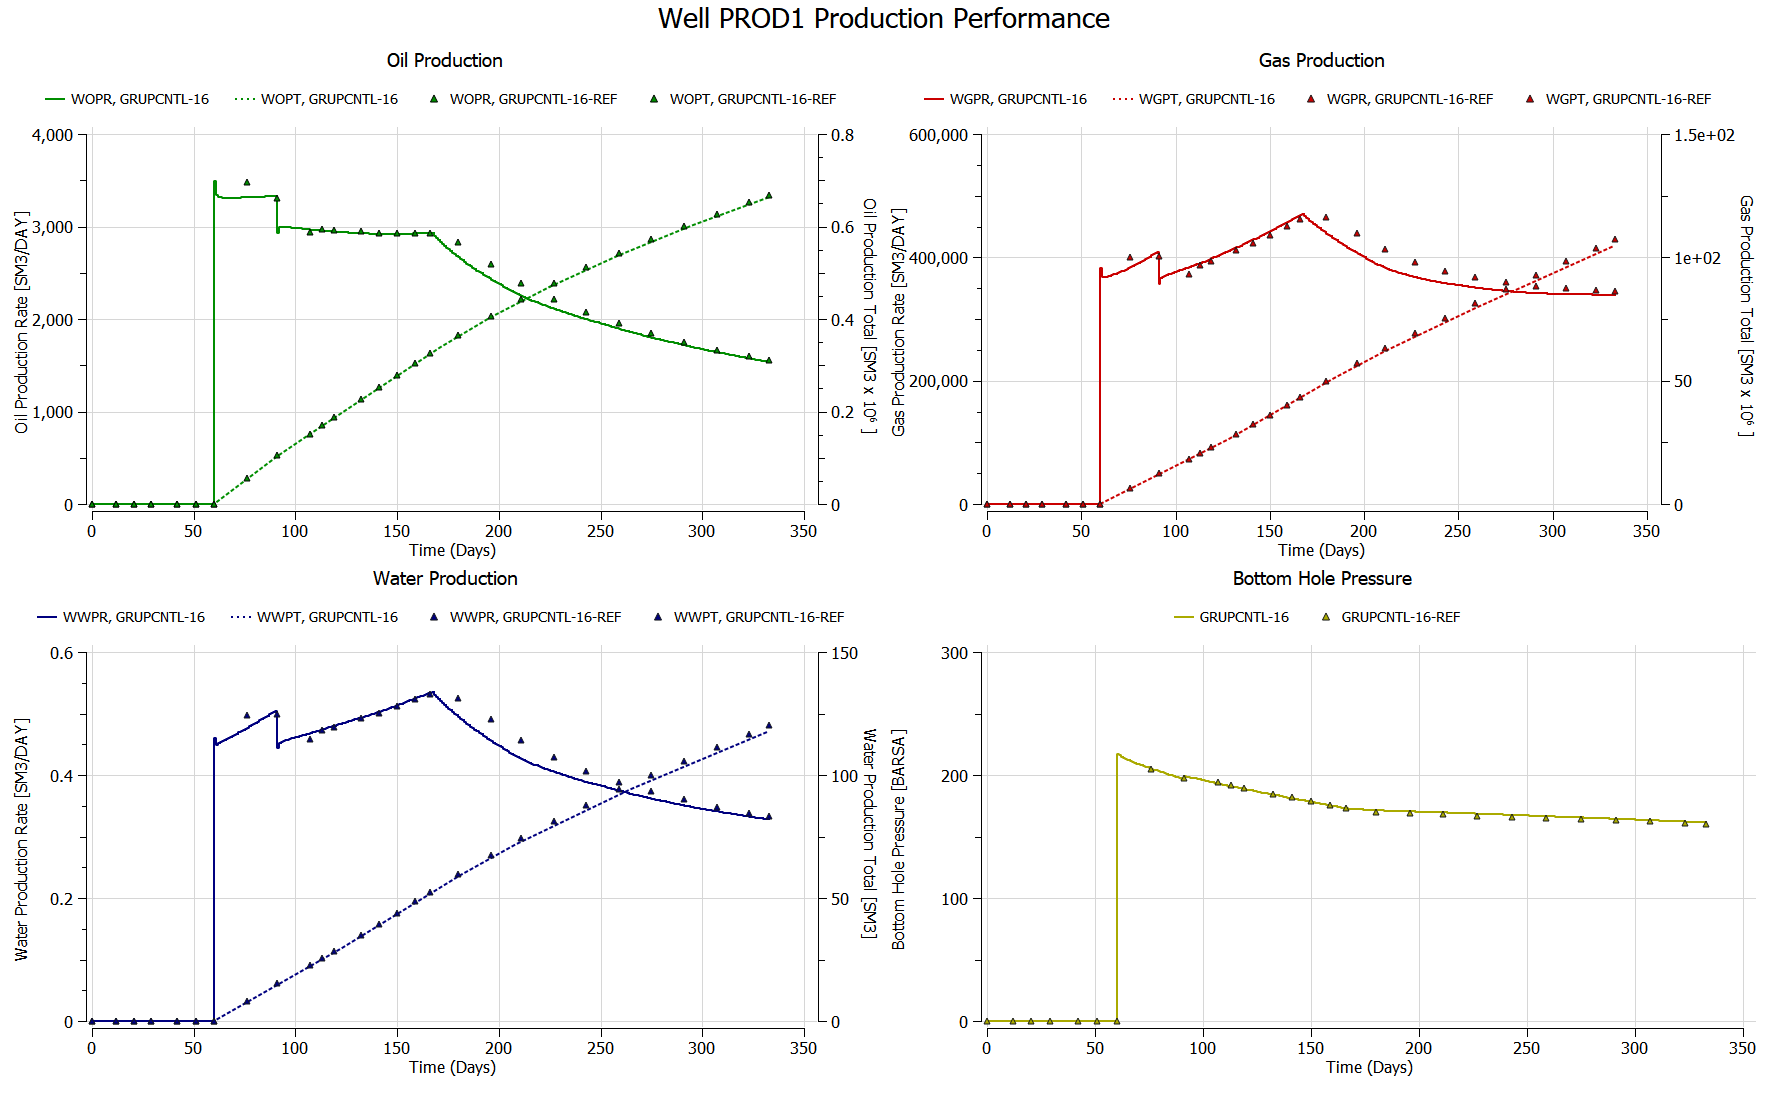 Well PROD1 Production Performance
Oil Production
WOPR, GRUPCNTL-16 WOPT, GRUPCNTL-16 WOPR, GRUPCNTL-16-REF WOPT, GRUPCNTL-16-REF
4,000
3,000
2,000
1,000
0
Oil Production Rate [SM3/DAY]
0.8
0.6
0.4
0.2
0
Oil Production Total [SM3 x 10⁶ ]
0 50 100 150 200 250 300 350
Time (Days)
Gas Production
WGPR, GRUPCNTL-16 WGPT, GRUPCNTL-16 WGPR, GRUPCNTL-16-REF WGPT, GRUPCNTL-16-REF
600,000
400,000
200,000
0
Gas Production Rate [SM3/DAY]
1.5e+02
1e+02
50
0
Gas Production Total [SM3 x 10⁶ ]
0 50 100 150 200 250 300 350
Time (Days)
Water Production
WWPR, GRUPCNTL-16 WWPT, GRUPCNTL-16 WWPR, GRUPCNTL-16-REF WWPT, GRUPCNTL-16-REF
0.6
0.4
0.2
0
Water Production Rate [SM3/DAY]
150
100
50
0
Water Production Total [SM3]
0 50 100 150 200 250 300 350
Time (Days)
Bottom Hole Pressure
GRUPCNTL-16 GRUPCNTL-16-REF
300
200
100
0
Bottom Hole Pressure [BARSA]
0 50 100 150 200 250 300 350
Time (Days)